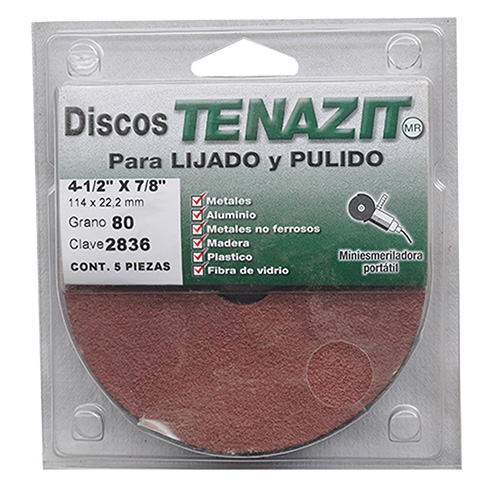 Discos TENAZIT MR
Para LIJADO y PULIDO
4-1/2" X 7/8"
114 x 22,2 mm
Grano 80
Clave 2836
CONT. 5 PIEZAS
Metales
Aluminio
Metales no ferrosos
Madera
Plastico
Fibra de vidrio
Miniesmeriladora
portátil